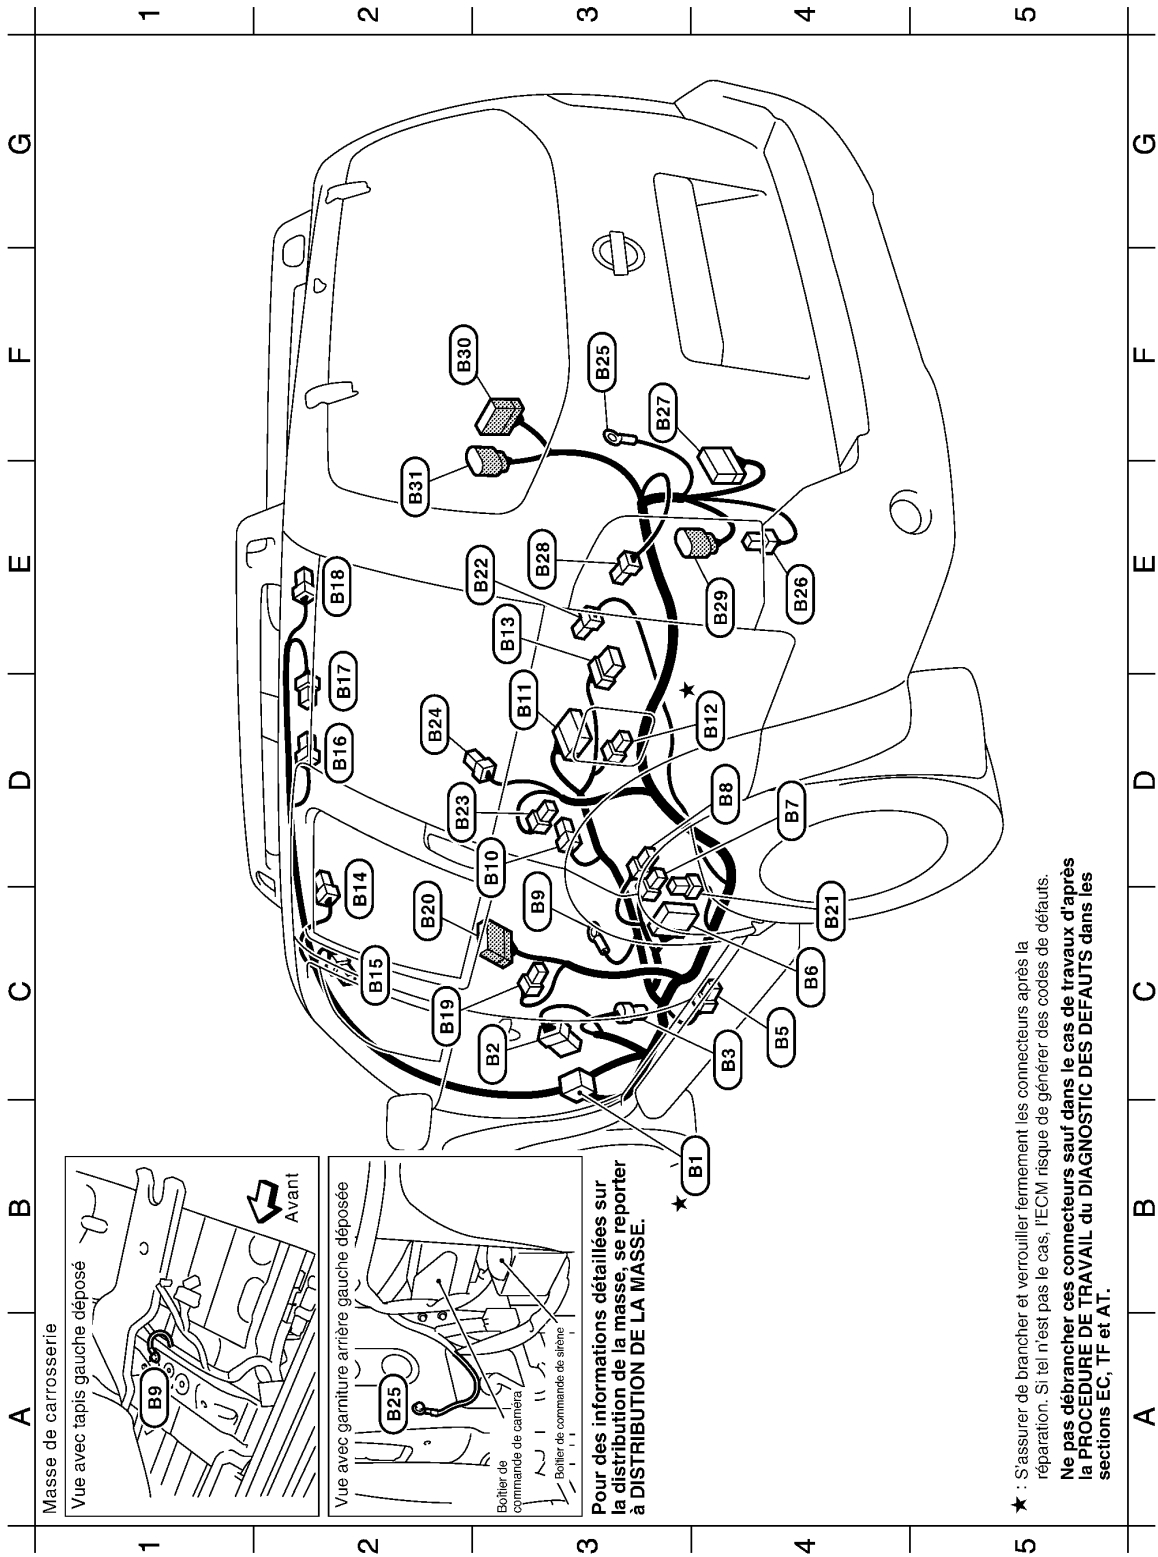 G
F
E
D
C
B
A
1
2
3
4
5
Masse de carrosserie
Vue avec tapis gauche déposé
B9
Avant
Vue avec garniture arrière gauche déposée
B25
Boîtier de
commande de caméra
Boîtier de commande de sirène
Pour des informations détaillées sur
la distribution de la masse, se reporter
à DISTRIBUTION DE LA MASSE.
B18
B17
B16
B14
B15
B31
B30
B25
B27
B28
B22
B13
B11
B24
B23
B10
B9
B20
B19
B2
B29
B26
★
B12
B8
B7
B21
B6
B5
B3
★
B1
★ : S'assurer de brancher et verrouiller fermement les connecteurs après la
réparation. Si tel n'est pas le cas, l'ECM risque de générer des codes de défauts.
Ne pas débrancher ces connecteurs sauf dans le cas de travaux d'après
la PROCEDURE DE TRAVAIL du DIAGNOSTIC DES DEFAUTS dans les
sections EC, TF et AT.
1
2
3
4
5
G
F
E
D
C
B
A